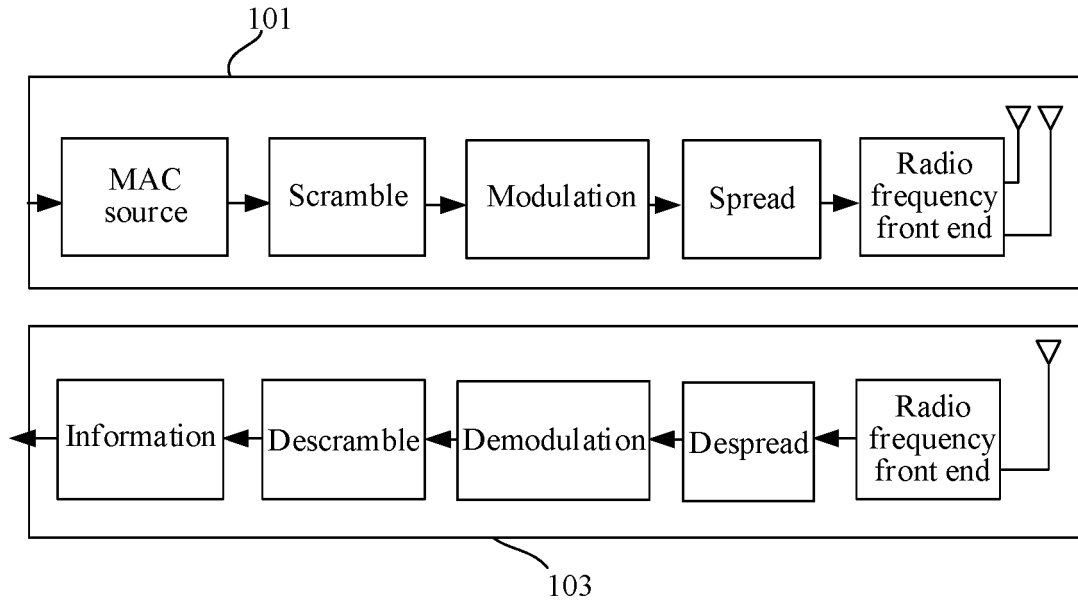 101
MAC
source
Scramble
Modulation
Spread
Radio
frequency
front end
Information
Descramble
Demodulation
Despread
Radio
frequency
front end
103